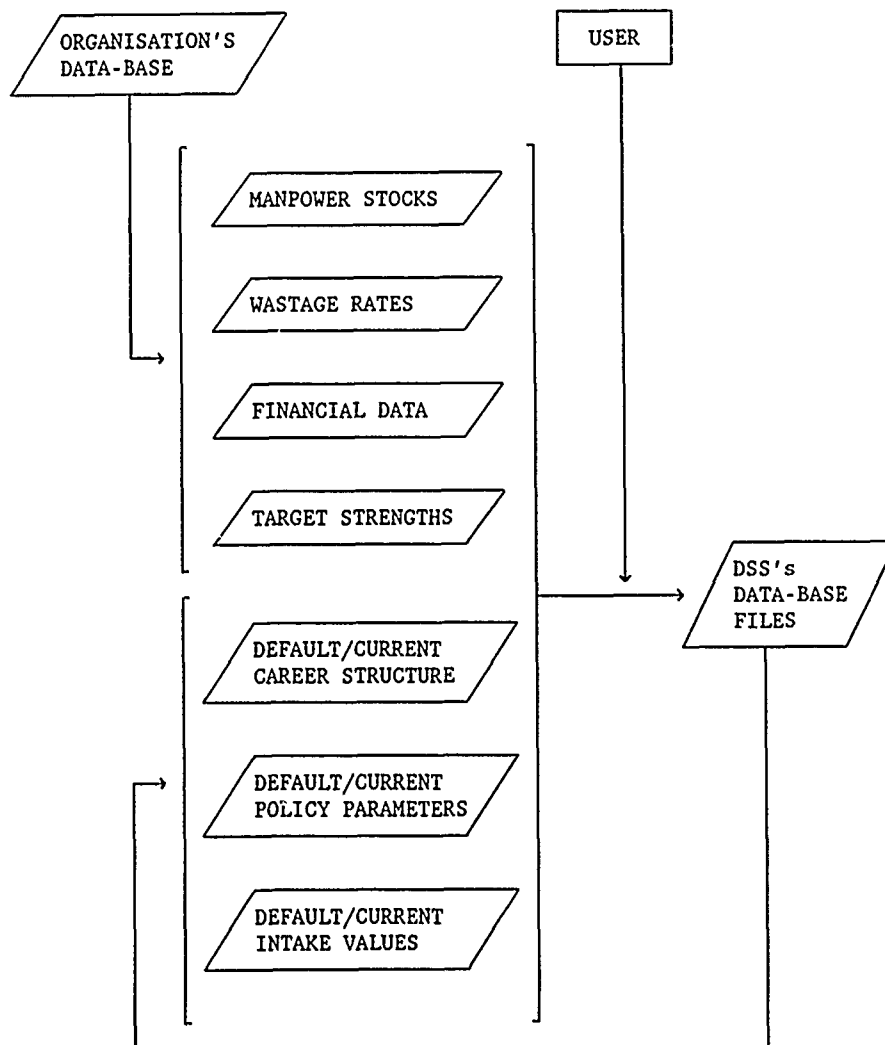 ORGANISATION'S
DATA-BASE
USER
MANPOWER STOCKS
WASTAGE RATES
FINANCIAL DATA
TARGET STRENGTHS
DSS's
DATA-BASE
FILES
DEFAULT/CURRENT
CAREER STRUCTURE
DEFAULT/CURRENT
POLICY PARAMETERS
DEFAULT/CURRENT
INTAKE VALUES